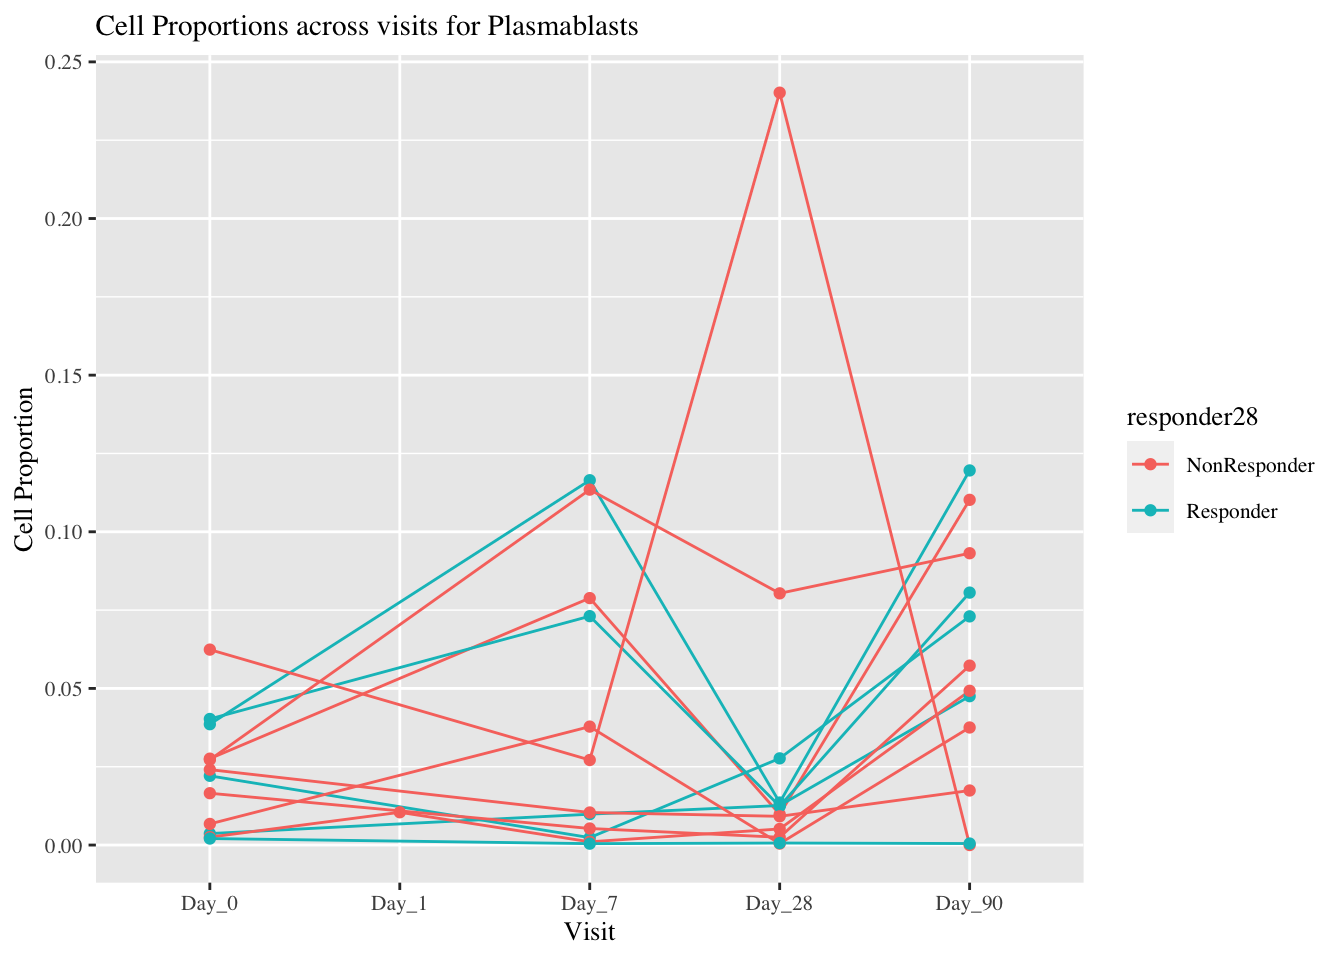 Cell Proportions across visits for Plasmablasts
0.25
0.20
0.15
0.10
0.05
0.00
Cell Proportion
Day_0 Day_1 Day_7 Day_28 Day_90
Visit
responder28
NonResponder
Responder